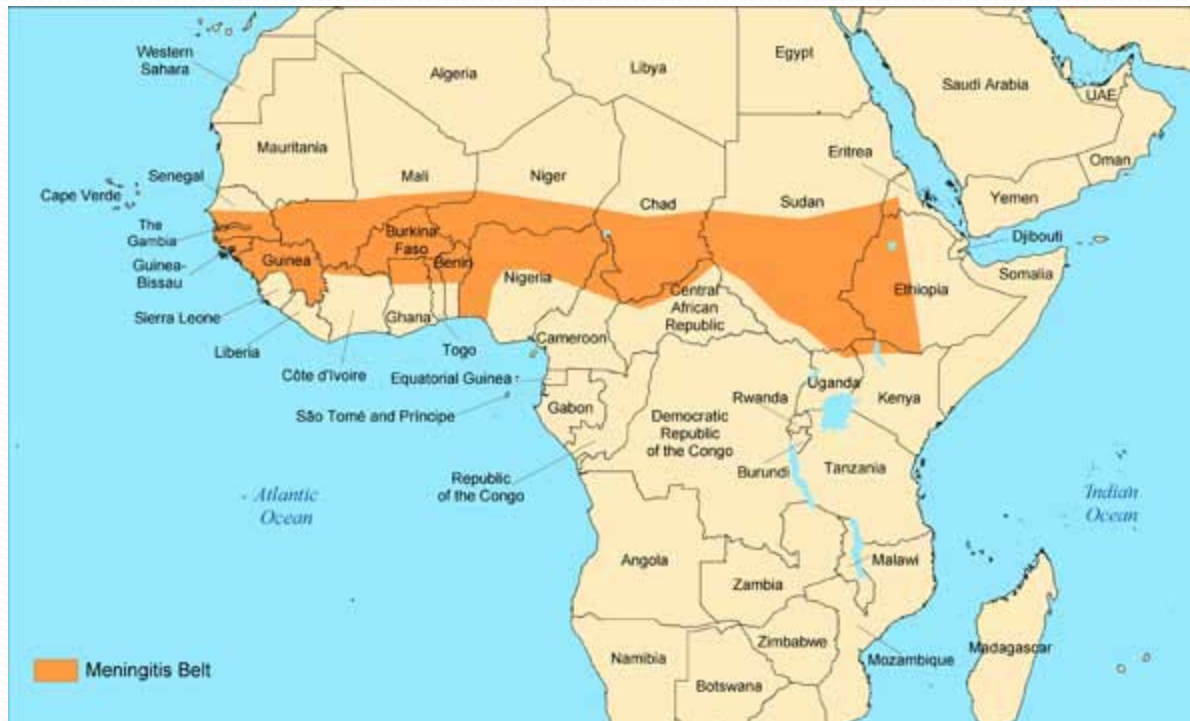 Western
Sahara
Algeria
Libya
Egypt
Saudi Arabia
UAE
Oman
Yemen
Eritrea
Djibouti
Somalia
Mauritania
Senegal
Cape Verde
Mali
Niger
Chad
Sudan
The
Gambia
Guinea-
Bissau
Guinea
Burkina
Faso
Benin
Nigeria
Central
African
Republic
Ethiopia
Sierra Leone
Liberia
Côte d'Ivoire
Ghana
Togo
Cameroon
Equatorial Guinea
São Tomé and Príncipe
Gabon
Republic
of the Congo
Democratic
Republic
of the Congo
Uganda
Kenya
Rwanda
Burundi
Tanzania
Atlantic
Ocean
Indian
Ocean
Angola
Zambia
Malawi
Zimbabwe
Mozambique
Madagascar
Namibia
Botswana
Meningitis Belt